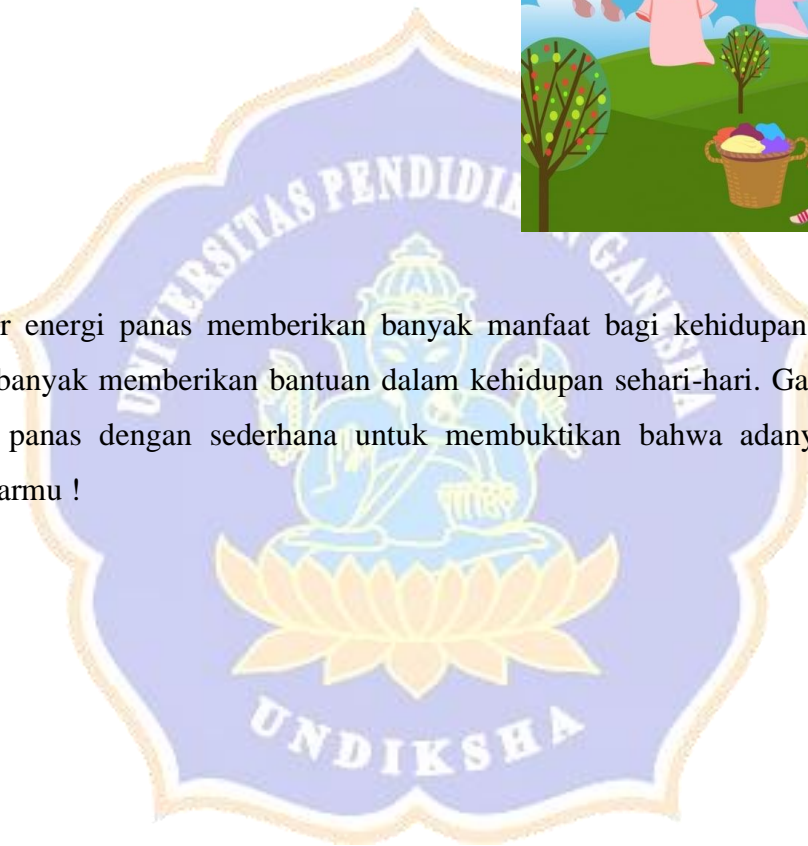 UNIVERSITAS PENDIDI GANESHA
r energi panas memberikan banyak manfaat bagi kehidupan
banyak memberikan bantuan dalam kehidupan sehari-hari. Ga
panas dengan sederhana untuk membuktikan bahwa adany
armu !
UNDIKSHA